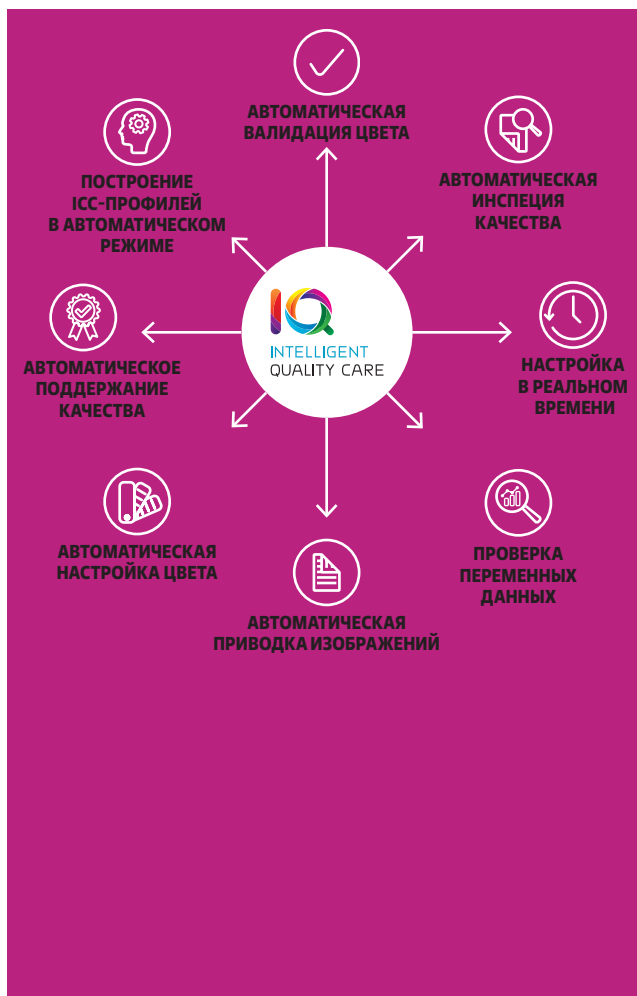 АВТОМАТИЧЕСКАЯ
ВАЛИДАЦИЯ ЦВЕТА
ПОСТРОЕНИЕ
ICC-ПРОФИЛЕЙ
В АВТОМАТИЧЕСКОМ
РЕЖИМЕ
АВТОМАТИЧЕСКАЯ
ИНСПЕЦИЯ
КАЧЕСТВА
IQ
INTELLIGENT
QUALITY CARE
АВТОМАТИЧЕСКОЕ
ПОДДЕРЖАНИЕ
КАЧЕСТВА
НАСТРОЙКА
В РЕАЛЬНОМ
ВРЕМЕНИ
АВТОМАТИЧЕСКАЯ
НАСТРОЙКА ЦВЕТА
ПРОВЕРКА
ПЕРЕМЕННЫХ
ДАННЫХ
АВТОМАТИЧЕСКАЯ
ПРИВОДКА ИЗОБРАЖЕНИЙ